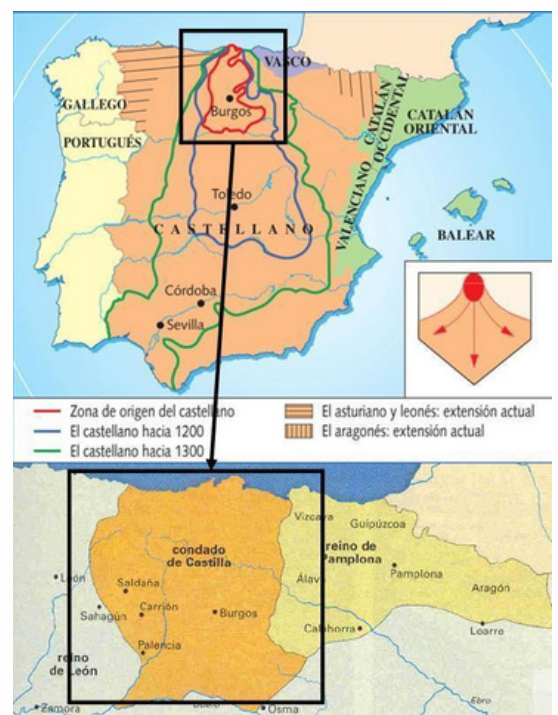 VASCO
GALLEGO
Burgos
PORTUGUÉS
CATALÁN
OCCIDENTAL
CATALÁN
ORIENTAL
VALENCIANO
Toledo
CASTELLANO
BALEAR
Córdoba
Sevilla
Zona de origen del castellano
El castellano hacia 1200
El castellano hacia 1300
El asturiano y leonés: extensión actual
El aragonés: extensión actual
Vizcaya
Guipúzcoa
condado
de Castilla
reino de
Pamplona
León
Saldaña
Álava
Pamplona
Aragón
Sahagún
Carrión
Burgos
Calahorra
Loarre
Palencia
reino
de León
Zamora
Duero
Osma
Ebro